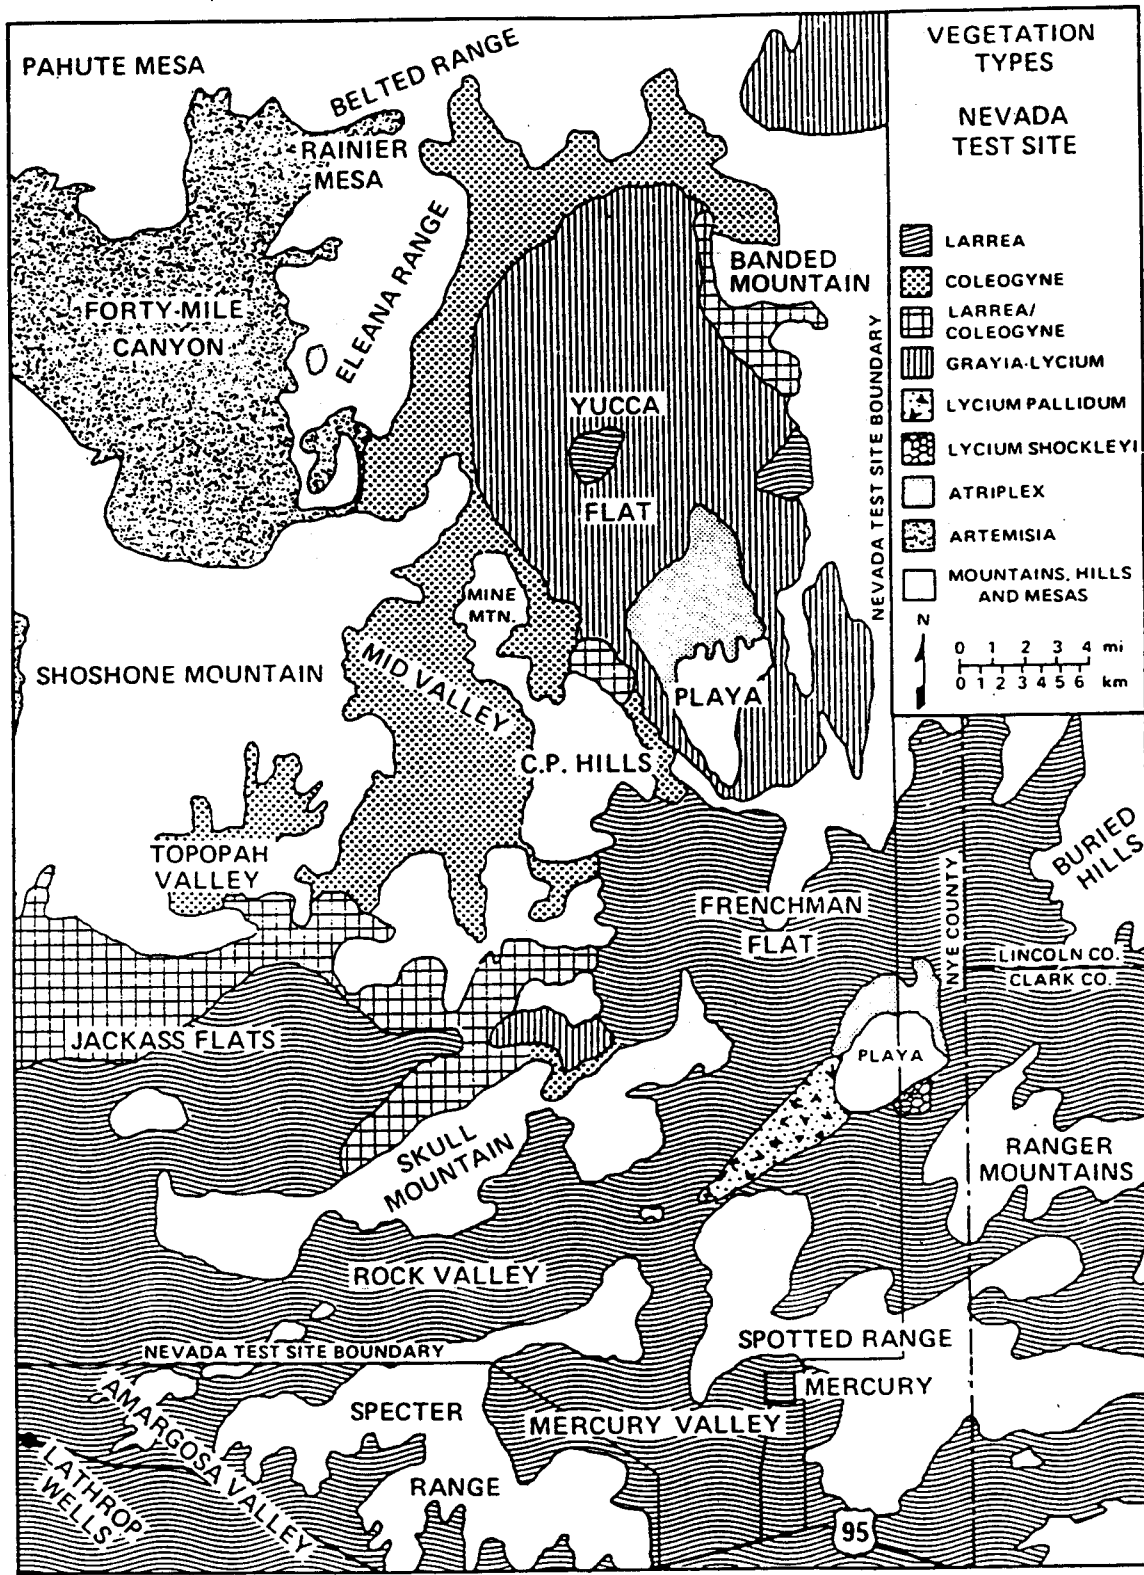 PAHUTE MESA
BELTED RANGE
RAINIER
MESA
ELEANA RANGE
FORTY-MILE
CANYON
BANDED
MOUNTAIN
YUCCA
FLAT
NEVADA TEST SITE BOUNDARY
MINE
MTN.
SHOSHONE MOUNTAIN
MID VALLEY
PLAYA
C.P. HILLS
TOPOPAH
VALLEY
FRENCHMAN
FLAT
BURIED
HILLS
NYE COUNTY
LINCOLN CO.
CLARK CO.
JACKASS FLATS
PLAYA
SKULL
MOUNTAIN
RANGER
MOUNTAINS
ROCK VALLEY
SPOTTED RANGE
NEVADA TEST SITE BOUNDARY
MERCURY
SPECTER
RANGE
MERCURY VALLEY
AMARGOSA VALLEY
LATHROP
WELLS
95
VEGETATION
TYPES
NEVADA
TEST SITE
LARREA
COLEOGYNE
LARREA/
COLEOGYNE
GRAYIA-LYCIUM
LYCIUM PALLIDUM
LYCIUM SHOCKLEYI
ATRIPLEX
ARTEMISIA
MOUNTAINS, HILLS
AND MESAS
N
0 1 2 3 4 mi
0 1 2 3 4 5 6 km